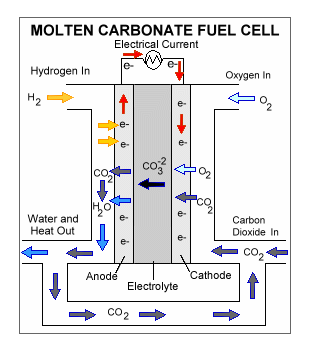 MOLTEN CARBONATE FUEL CELL
Electrical Current
e- e-
Hydrogen In
Oxygen In
H2
O2
e-
e-
e-
e-
CO2
CO3-2
O2
H2O
CO2
e-
e-
Water and
Heat Out
Carbon
Dioxide In
e-
e-
CO2
Anode
Cathode
Electrolyte
CO2